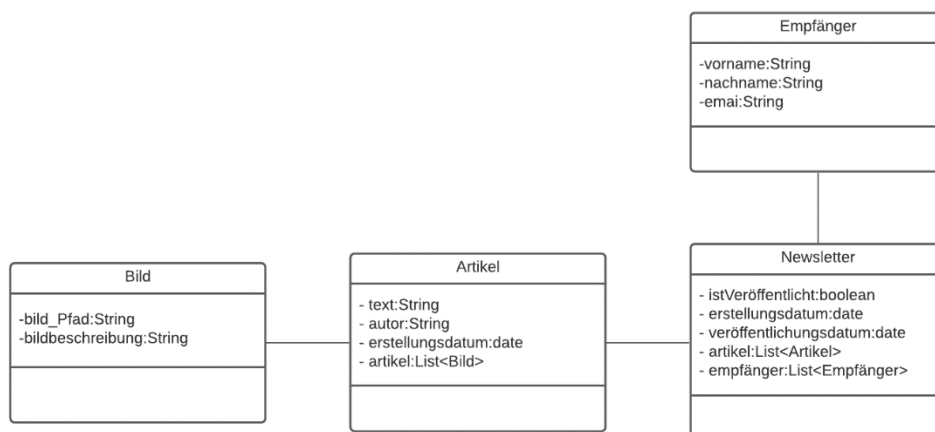 Empfänger
-vorname:String
-nachname:String
-emai:String
Bild
-bild_Pfad:String
-bildbeschreibung:String
Artikel
- text:String
- autor:String
- erstellungsdatum:date
- artikel:List<Bild>
Newsletter
- istVeröffentlicht:boolean
- erstellungsdatum:date
- veröffentlichungsdatum:date
- artikel:List<Artikel>
- empfänger:List<Empfänger>